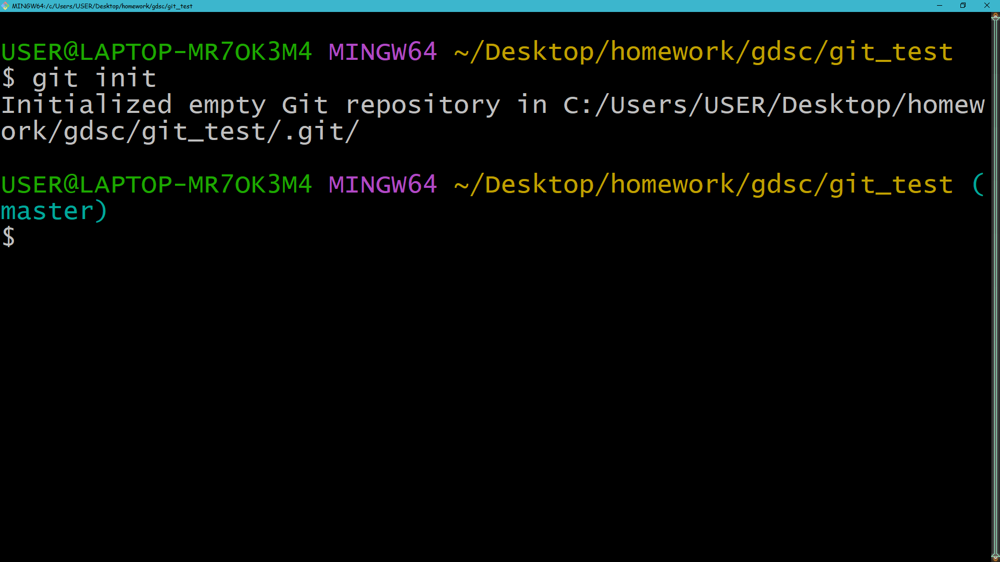 MINGW64:/c/Users/USER/Desktop/homework/gdsc/git_test
USER@LAPTOP-MR7OK3M4 MINGW64 ~/Desktop/homework/gdsc/git_test
$ git init
Initialized empty Git repository in C:/Users/USER/Desktop/homew
ork/gdsc/git_test/.git/
USER@LAPTOP-MR7OK3M4 MINGW64 ~/Desktop/homework/gdsc/git_test (
master)
$